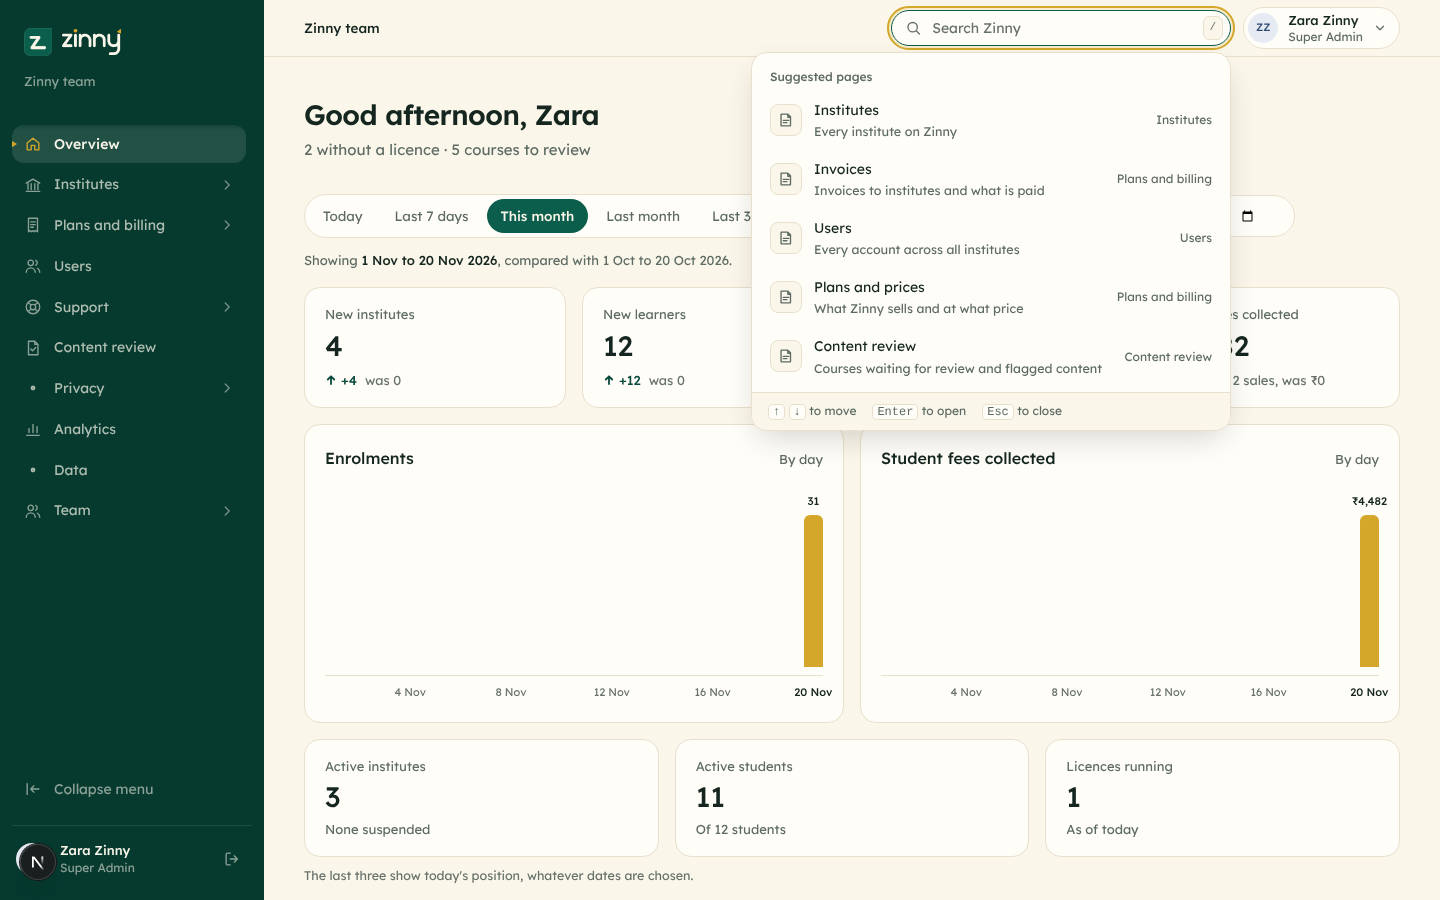 zinny
Zinny team
Overview
Institutes
Plans and billing
Users
Support
Content review
Privacy
Analytics
Data
Team
Collapse menu
Zara Zinny
Super Admin
N
Zinny team
Search Zinny
/
ZZ
Zara Zinny
Super Admin
Good afternoon, Zara
2 without a licence · 5 courses to review
Today
Last 7 days
This month
Last month
Last 3
Showing 1 Nov to 20 Nov 2026, compared with 1 Oct to 20 Oct 2026.
Suggested pages
Institutes
Every institute on Zinny
Institutes
Invoices
Invoices to institutes and what is paid
Plans and billing
Users
Every account across all institutes
Users
Plans and prices
What Zinny sells and at what price
Plans and billing
Content review
Courses waiting for review and flagged content
Content review
↑ ↓ to move Enter to open Esc to close
New institutes
4
↑ +4 was 0
New learners
12
↑ +12 was 0
collected
2 sales, was ₹0
Enrolments
By day
31
4 Nov 8 Nov 12 Nov 16 Nov 20 Nov
Student fees collected
By day
₹4,482
4 Nov 8 Nov 12 Nov 16 Nov 20 Nov
Active institutes
3
None suspended
Active students
11
Of 12 students
Licences running
1
As of today
The last three show today's position, whatever dates are chosen.